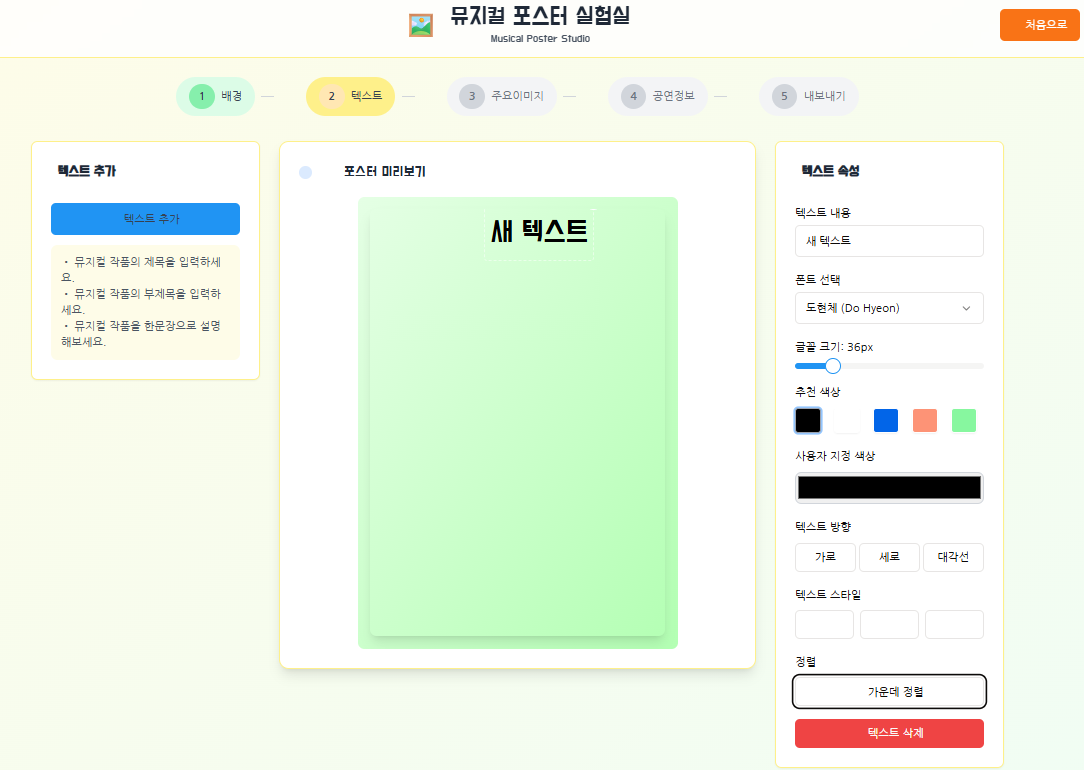 뮤지컬 포스터 실험실
Musical Poster Studio
처음으로
1 배경
2 텍스트
3 주요이미지
4 공연정보
5 내보내기
텍스트 추가
텍스트 추가
• 뮤지컬 작품의 제목을 입력하세
요.
• 뮤지컬 작품의 부제목을 입력하
세요.
• 뮤지컬 작품을 한문장으로 설명
해보세요.
포스터 미리보기
새 텍스트
텍스트 속성
텍스트 내용
새 텍스트
폰트 선택
도현체 (Do Hyeon)
글꼴 크기: 36px
추천 색상
사용자 지정 색상
텍스트 방향
가로 세로 대각선
텍스트 스타일
정렬
가운데 정렬
텍스트 삭제